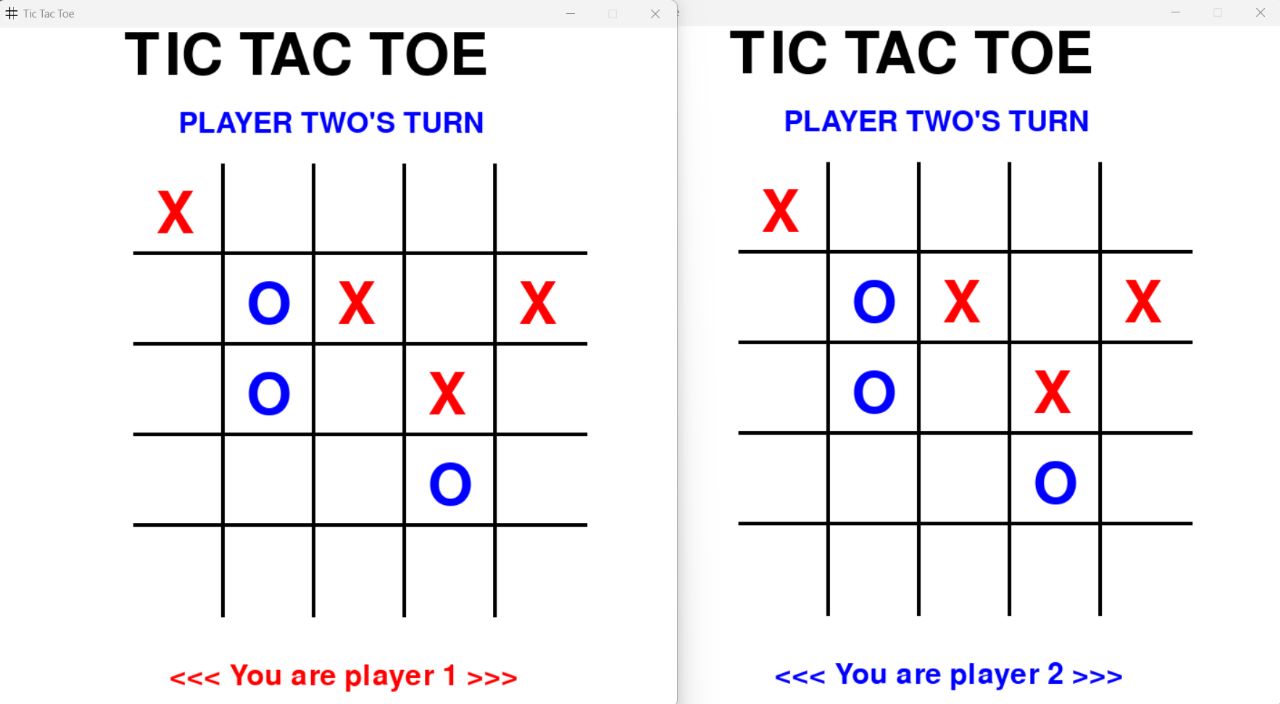 Tic Tac Toe
TIC TAC TOE
PLAYER TWO'S TURN
X
O X X
O X
O
<<< You are player 1 >>>
TIC TAC TOE
PLAYER TWO'S TURN
X
O X X
O X
O
<<< You are player 2 >>>